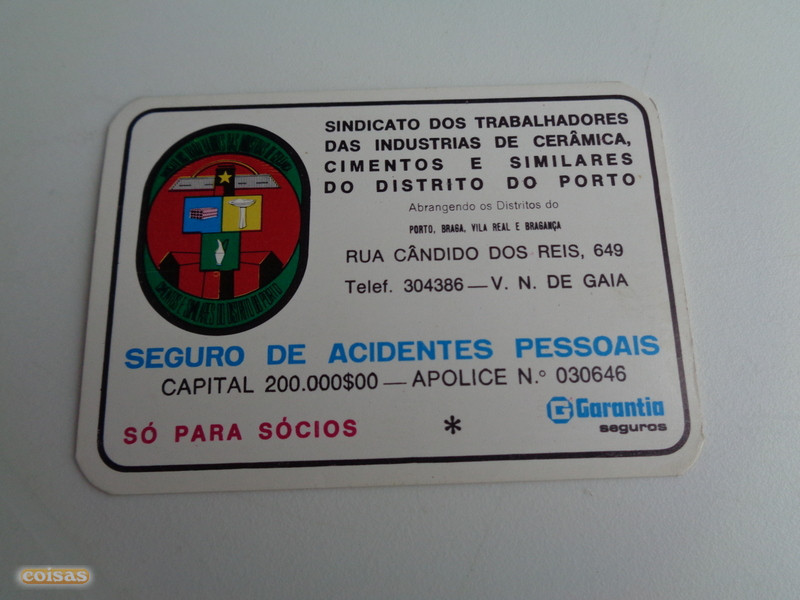 SINDICATO DOS TRABALHADORES
DAS INDUSTRIAS DE CERÂMICA,
CIMENTOS E SIMILARES
DO DISTRITO DO PORTO
Abrangendo os Distritos do
PORTO, BRAGA, VILA REAL E BRAGANÇA
RUA CÂNDIDO DOS REIS, 649
Telef. 304386 — V. N. DE GAIA
SEGURO DE ACIDENTES PESSOAIS
CAPITAL 200.000$00 — APOLICE N.º 030646
SÓ PARA SÓCIOS *
G Garantia
seguros
coisas